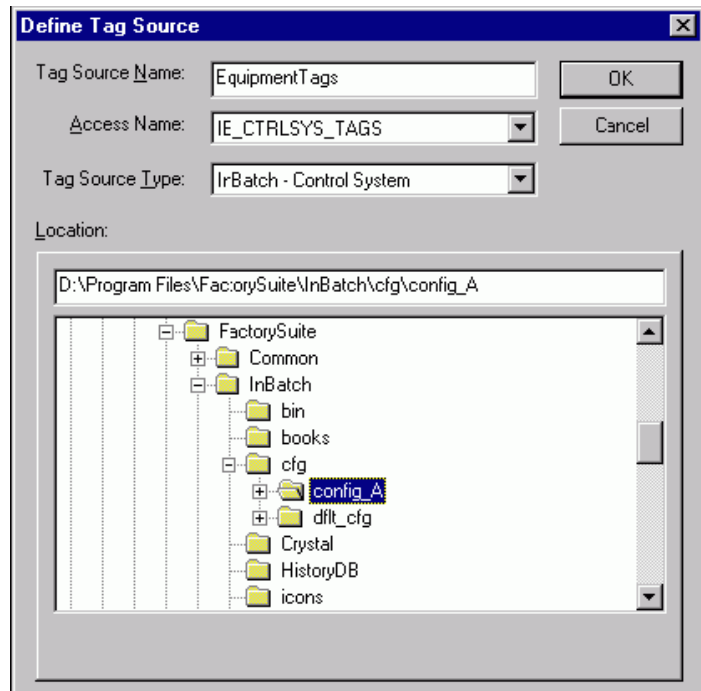 Define Tag Source
Tag Source Name: EquipmentTags OK
Access Name: IE_CTRLSYS_TAGS Cancel
Tag Source Type: IrBatch - Control System
Location:
D:\Program Files\Fac:orySuite\InBatch\cfg\config_A
FactorySuite
Common
InBatch
bin
books
cfg
config_A
dflt_cfg
Crystal
HistoryDB
icons